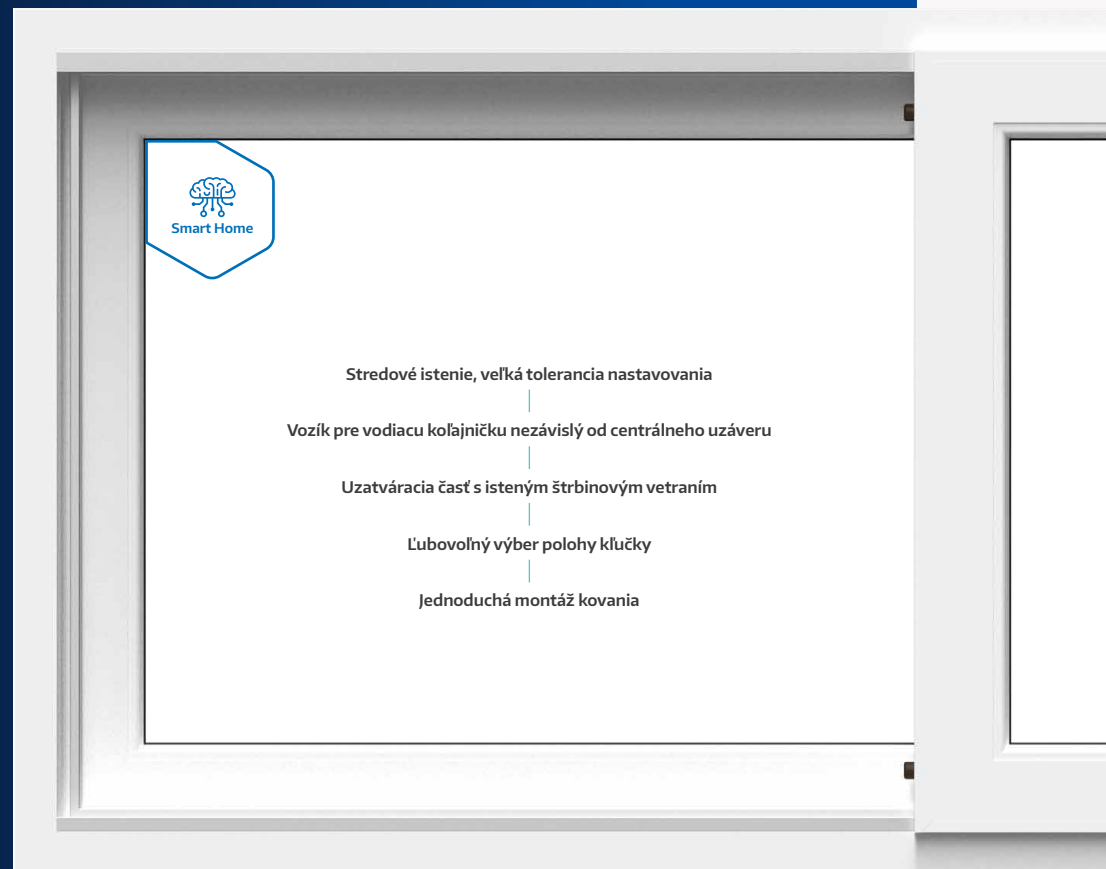 Smart Home
Stredové istenie, veľká tolerancia nastavovania
Vozík pre vodiacu koľajničku nezávislý od centrálneho uzáveru
Uzatváracia časť s isteným štrbinovým vetraním
Ľubovoľný výber polohy kľučky
Jednoduchá montáž kovania